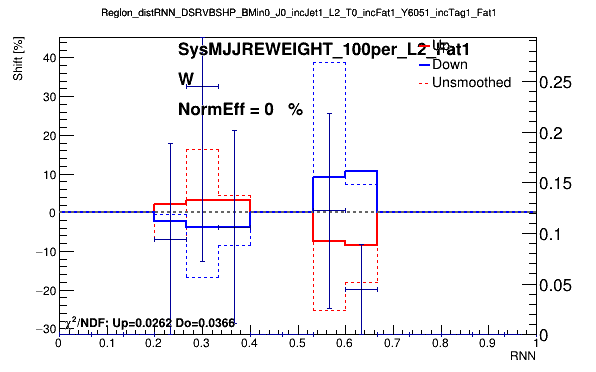 Region_distRNN_DSRVBSHP_BMin0_J0_incJet1_L2_T0_incFat1_Y6051_incTag1_Fat1
Shift [%]
SysMJJREWEIGHT_100per_L2_Fat1
Up
W
Down
Unsmoothed
NormEff = 0 %
40
30
20
10
0
−10
−20
−30
0.25
0.2
0.15
0.1
0.05
0
χ²/NDF: Up=0.0262 Do=0.0366
0 0.1 0.2 0.3 0.4 0.5 0.6 0.7 0.8 0.9 1
RNN